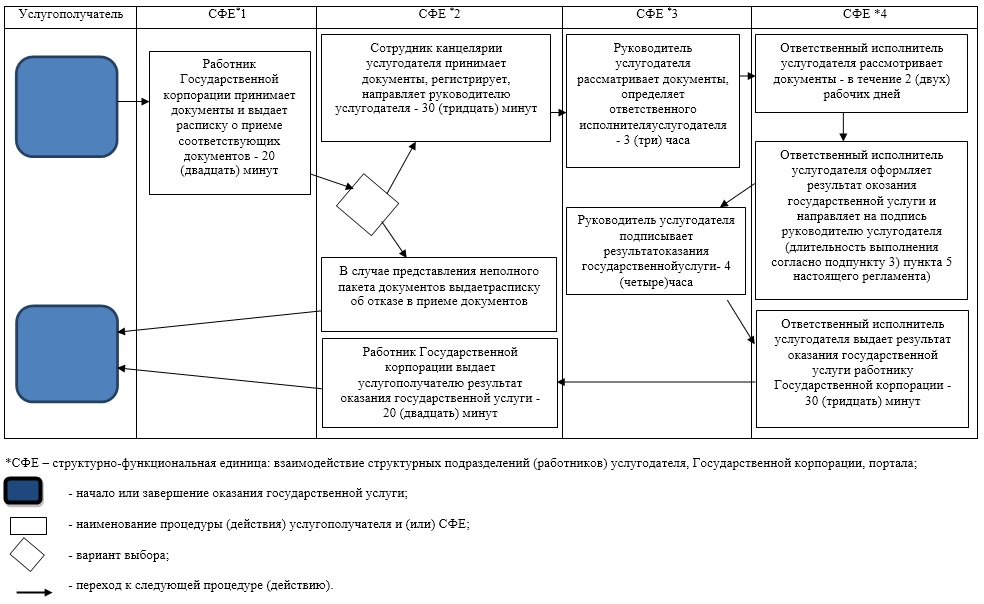 Услугополучатель
СФЕ*1
СФЕ *2
СФЕ *3
СФЕ *4
Работник
Государственной
корпорации принимает
документы и выдает
расписку о приеме
соответствующих
документов - 20
(двадцать) минут
Сотрудник канцелярии
услугодателя принимает
документы, регистрирует,
направляет руководителю
услугодателя - 30 (тридцать) минут
В случае представления неполного
пакета документов выдаетрасписку
об отказе в приеме документов
Работник Государственной
корпорации выдает
услугополучателю результат
оказания государственной услуги -
20 (двадцать) минут
Руководитель
услугодателя
рассматривает документы,
определяет
ответственного
исполнителяуслугодателя
- 3 (три) часа
Руководитель услугодателя
подписывает
результатоказания
государственнойуслуги- 4
(четыре)часа
Ответственный исполнитель
услугодателя рассмотривает
документы - в течение 2 (двух)
рабочих дней
Ответственный исполнитель
услугодателя оформляет
результат окозания
государственной услуги и
направляет на подпись
руководителю услугодателя
(длительность выполнения
согласно подпункту 3) пункта 5
настоящего регламента)
Ответственный исполнитель
услугодателя выдает результат
оказания государственной
услуги работнику
Государственной корпорации -
30 (тридцать) минут
*СФЕ – структурно-функциональная единица: взаимодействие структурных подразделений (работников) услугодателя, Государственной корпорации, портала;
- начало или завершение оказания государственной услуги;
- наименование процедуры (действия) услугополучателя и (или) СФЕ;
- вариант выбора;
- переход к следующей процедуре (действию).